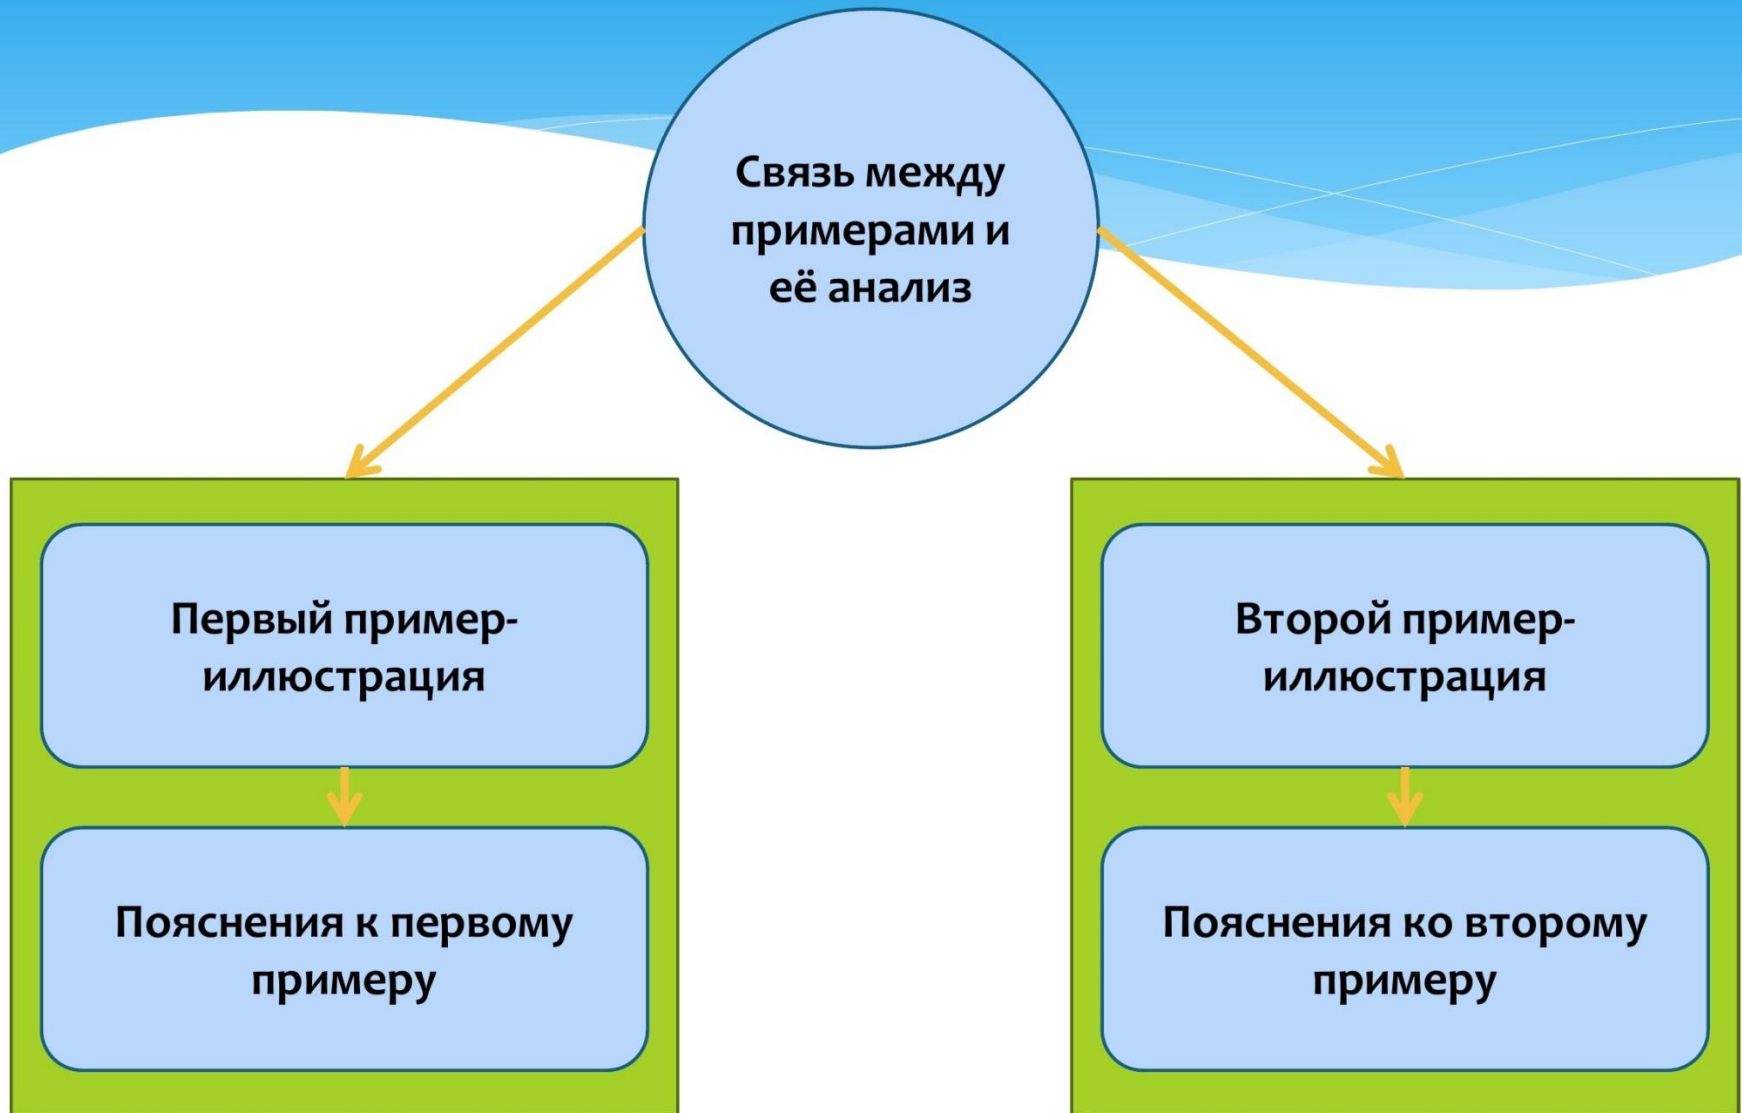 Связь между
примерами и
её анализ
Первый пример-
иллюстрация
Пояснения к первому
примеру
Второй пример-
иллюстрация
Пояснения ко второму
примеру